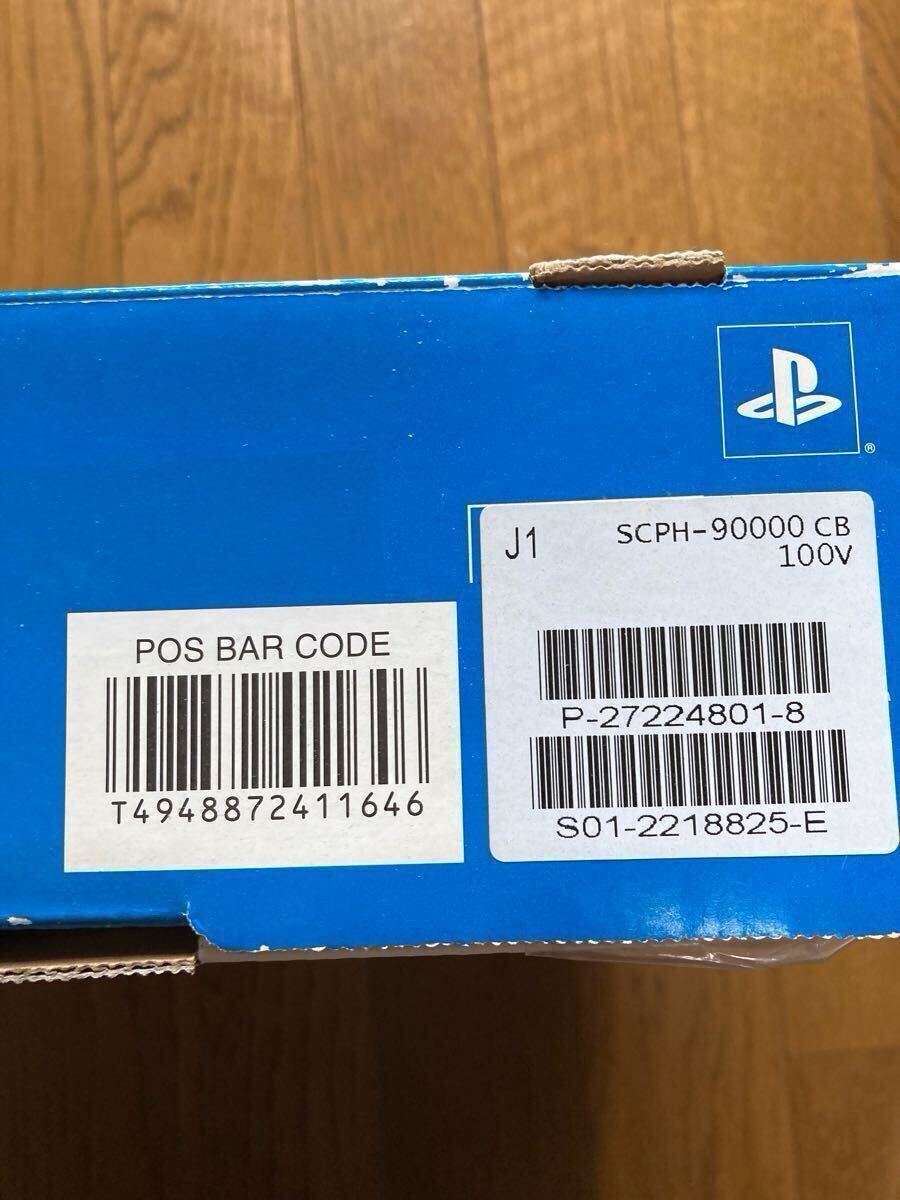 ®
J1
SCPH-90000 CB
100V
P-27224801-8
S01-2218825-E
POS BAR CODE
T4948872411646